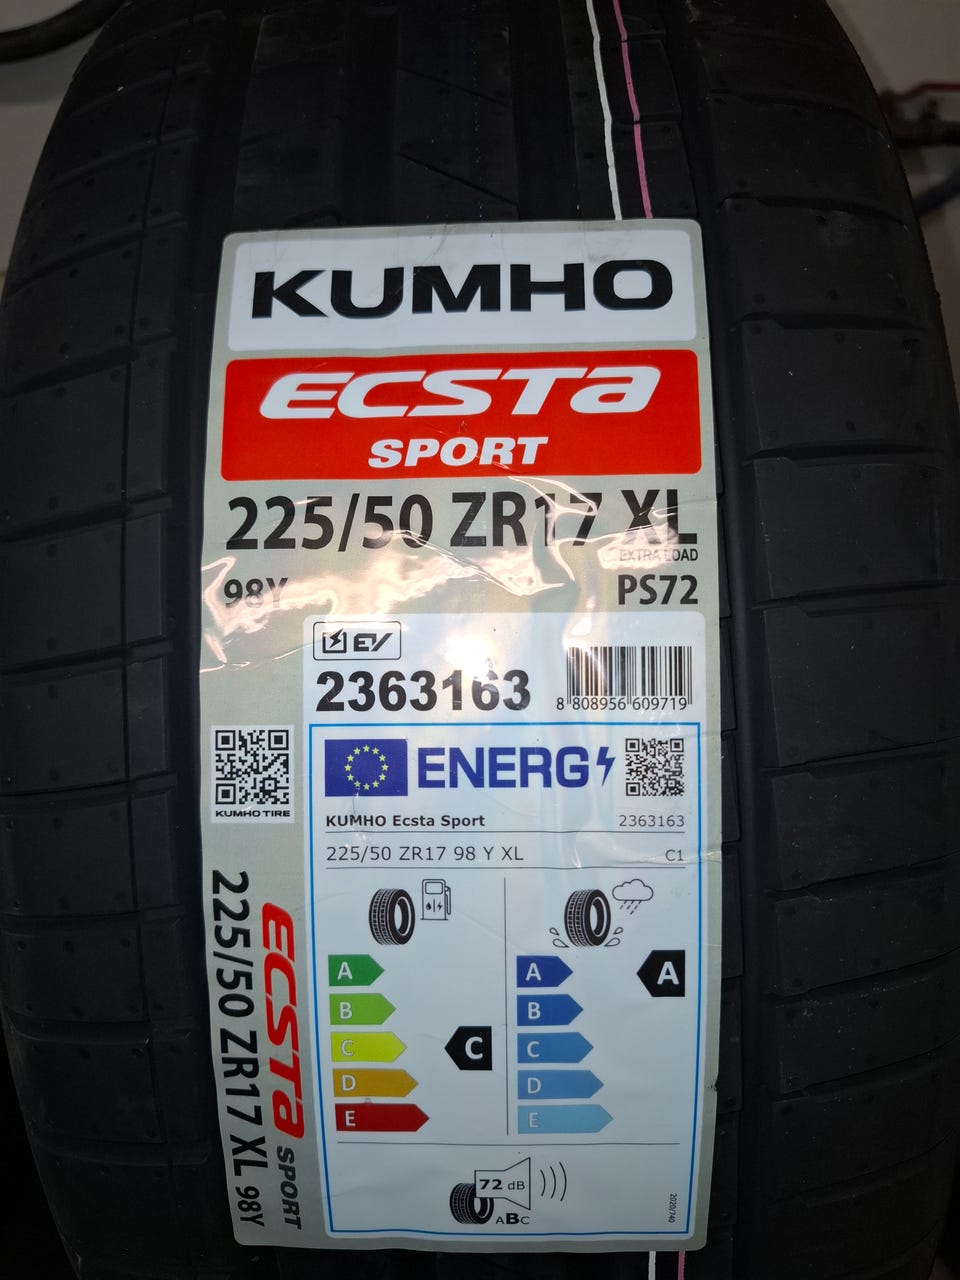 KUMHO
ECSTa
SPORT
225/50 ZR17 XL
EXTRA LOAD
98Y
PS72
EV
2363163
8 808956 609719
KUMHO TIRE
ENERG
KUMHO Ecsta Sport
2363163
225/50 ZR17 98 Y XL
C1
A
B
C
D
E
C
A
B
C
D
E
A
72 dB
ABC
2020/740
225/50 ZR17 XL 98Y
ECSTa SPORT